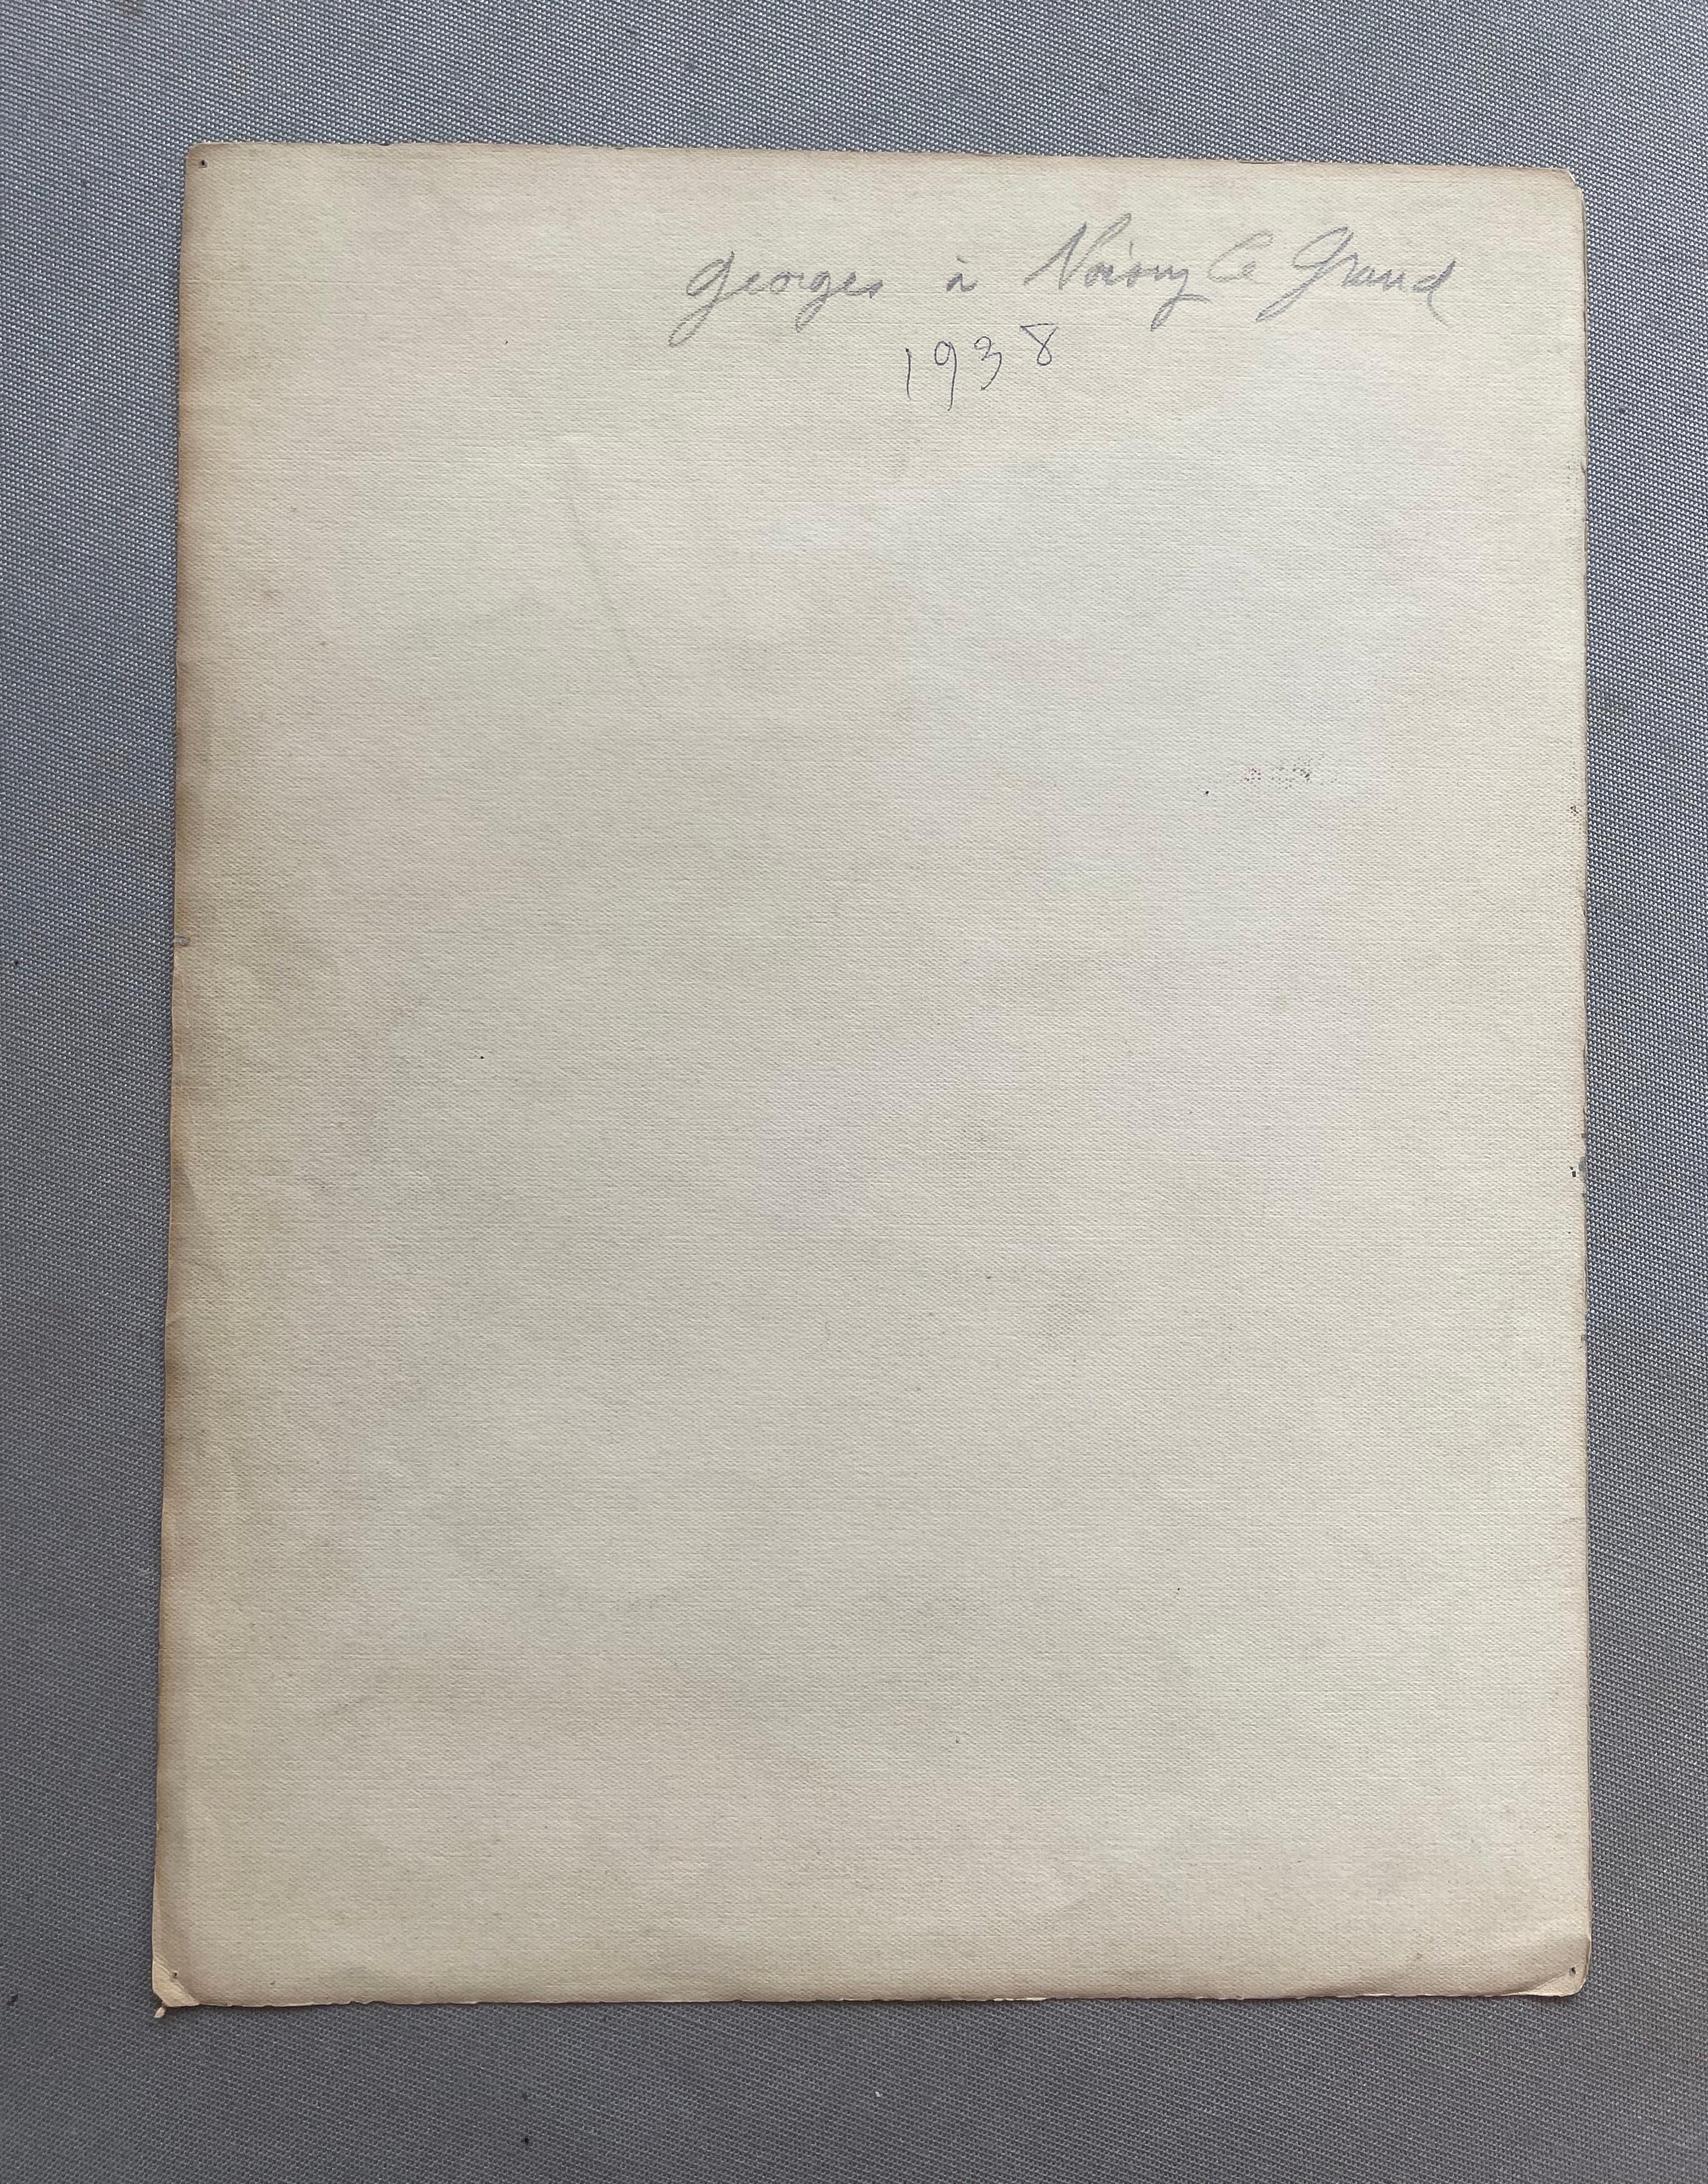 Georges à Noisy Le Grand
1938